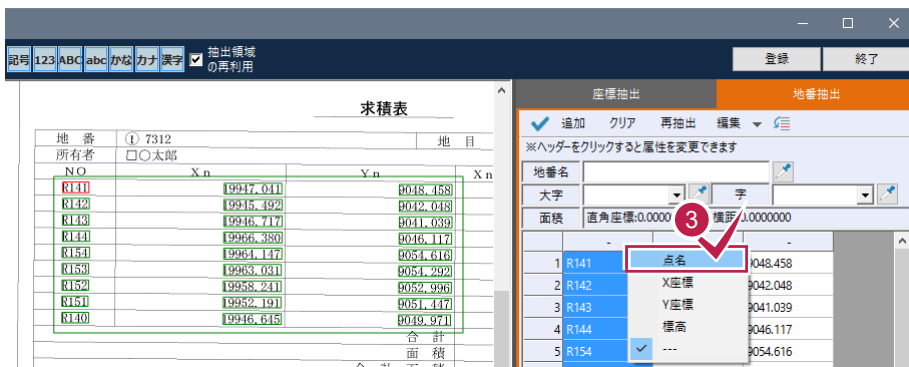 記号 123 ABC abc かな カナ 漢字 抽出領域の再利用 登録 終了
求積表
地 番 ① 7312 地 目
所有者 口〇太郎
NO Xn Yn Xn
R141 19947.041 9048.458
R142 19945.492 9042.048
R143 19946.717 9041.039
R144 19966.380 9046.117
R154 19964.147 9054.616
R153 19963.031 9054.292
R152 19958.241 9052.996
R151 19952.191 9051.447
R140 19946.645 9049.971
合 計
面 積
座標抽出 地番抽出
追加 クリア 再抽出 編集
※ヘッダーをクリックすると属性を変更できます
地番名
大字 字
面積 直角座標:0.0000 横距 0.0000000
3
- -
1 R141 9048.458
2 R142 9042.048
3 R143 9041.039
4 R144 9046.117
5 R154 9054.616
点名
X座標
Y座標
標高
---